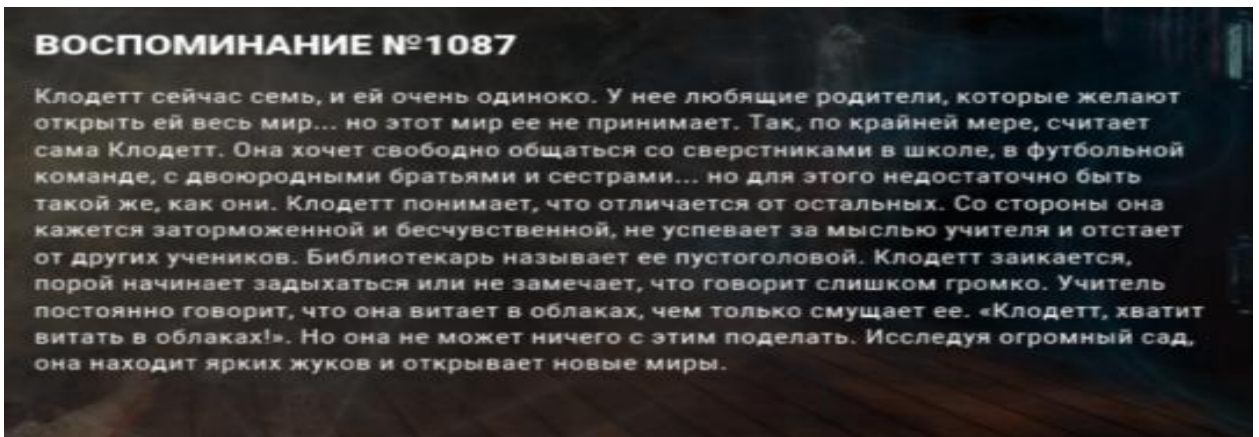 ВОСПОМИНАНИЕ №1087
Клодетт сейчас семь, и ей очень одиноко. У нее любящие родители, которые желают
открыть ей весь мир... но этот мир ее не принимает. Так, по крайней мере, считает
сама Клодетт. Она хочет свободно общаться со сверстниками в школе, в футбольной
команде, с двоюродными братьями и сестрами... но для этого недостаточно быть
такой же, как они. Клодетт понимает, что отличается от остальных. Со стороны она
кажется заторможенной и бесчувственной, не успевает за мыслью учителя и отстает
от других учеников. Библиотекарь называет ее пустоголовой. Клодетт заикается,
порой начинает задыхаться или не замечает, что говорит слишком громко. Учитель
постоянно говорит, что она витает в облаках, чем только смущает ее. «Клодетт, хватит
витать в облаках!». Но она не может ничего с этим поделать. Исследуя огромный сад,
она находит ярких жуков и открывает новые миры.